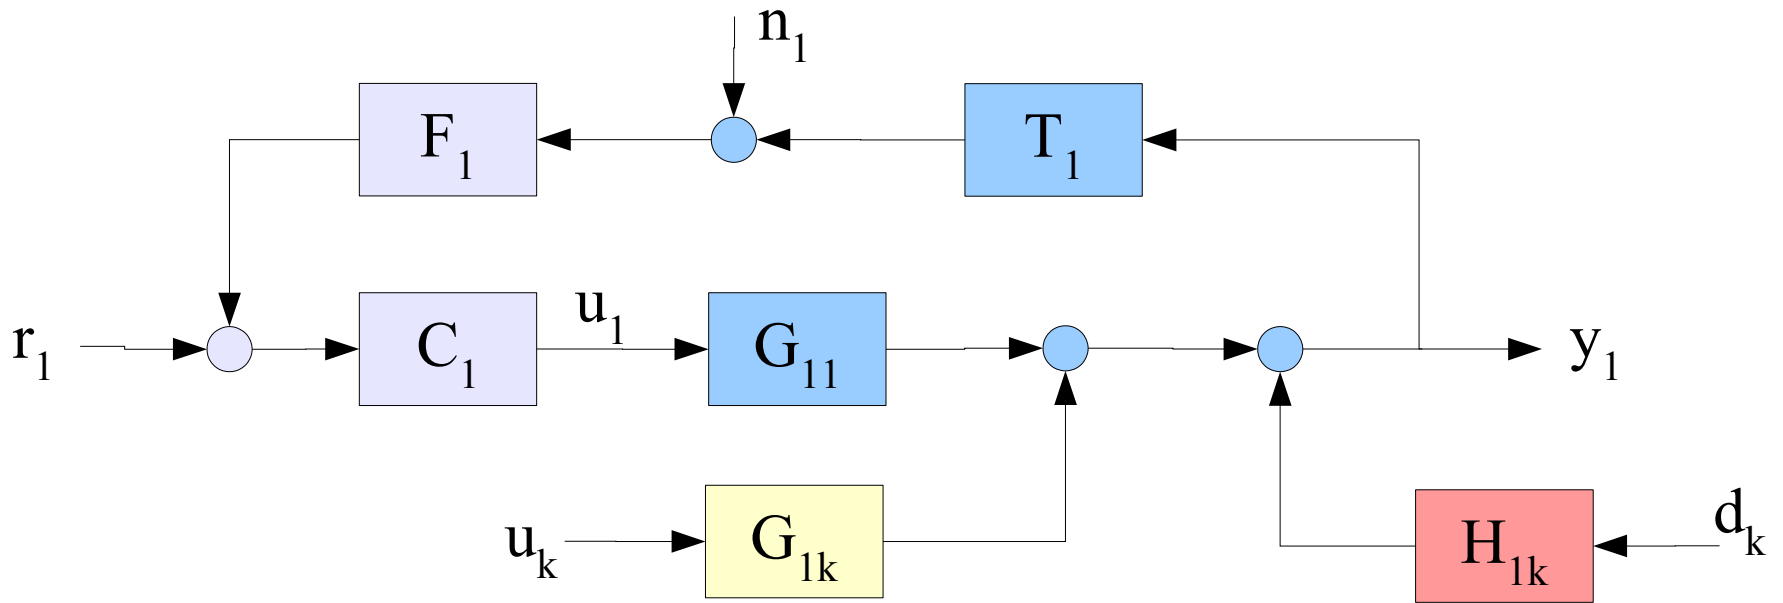 n₁
F₁
T₁
r₁
C₁
u₁
G₁₁
y₁
uₖ
G₁ₖ
H₁ₖ
dₖ